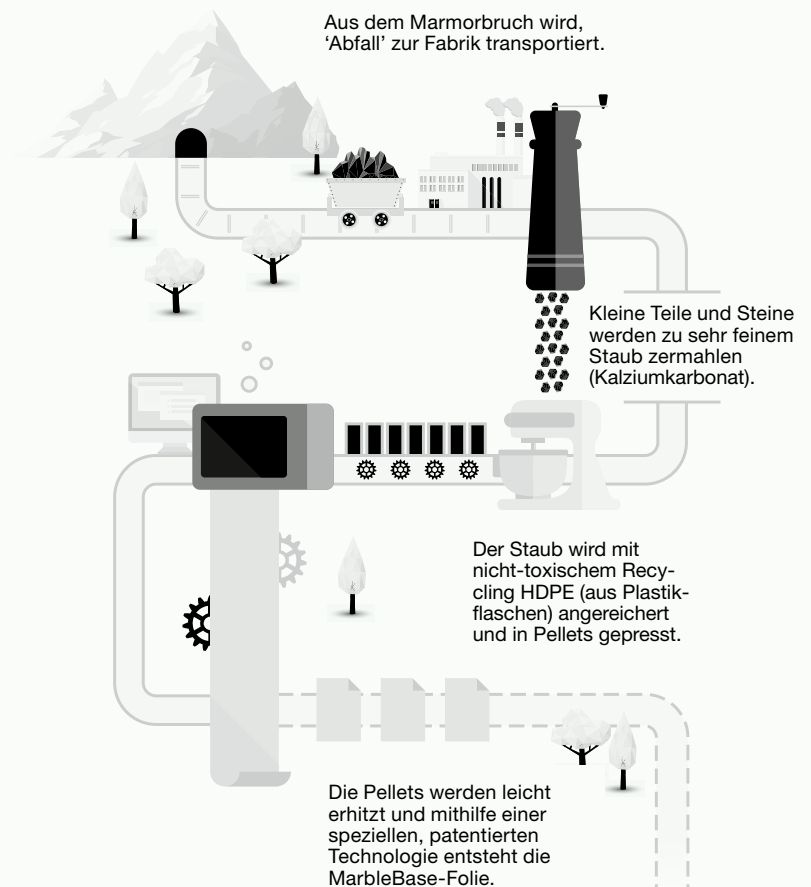 Aus dem Marmorbruch wird,
‘Abfall’ zur Fabrik transportiert.
Kleine Teile und Steine
werden zu sehr feinem
Staub zermahlen
(Kalziumkarbonat).
Der Staub wird mit
nicht-toxischem Recy-
cling HDPE (aus Plastik-
flaschen) angereichert
und in Pellets gepresst.
Die Pellets werden leicht
erhitzt und mithilfe einer
speziellen, patentierten
Technologie entsteht die
MarbleBase-Folie.